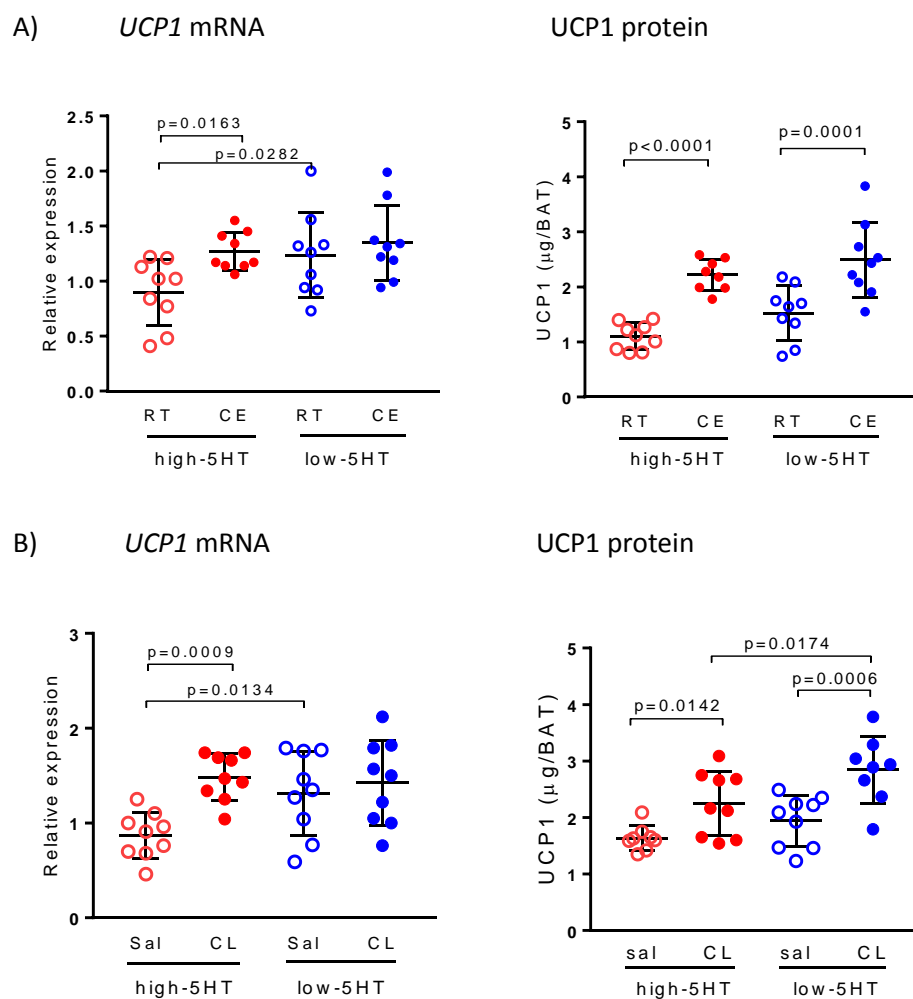 A) UCP1 mRNA UCP1 protein
Relative expression
2.5
2.0
1.5
1.0
0.5
0.0
p=0.0163
p=0.0282
RT CE RT CE
high-5HT low-5HT
UCP1 (μg/BAT)
5
4
3
2
1
0
p<0.0001
p=0.0001
RT CE RT CE
high-5HT low-5HT
B) UCP1 mRNA UCP1 protein
Relative expression
3
2
1
0
p=0.0009
p=0.0134
Sal CL Sal CL
high-5HT low-5HT
UCP1 (μg/BAT)
5
4
3
2
1
0
p=0.0174
p=0.0006
p=0.0142
sal CL sal CL
high-5HT low-5HT